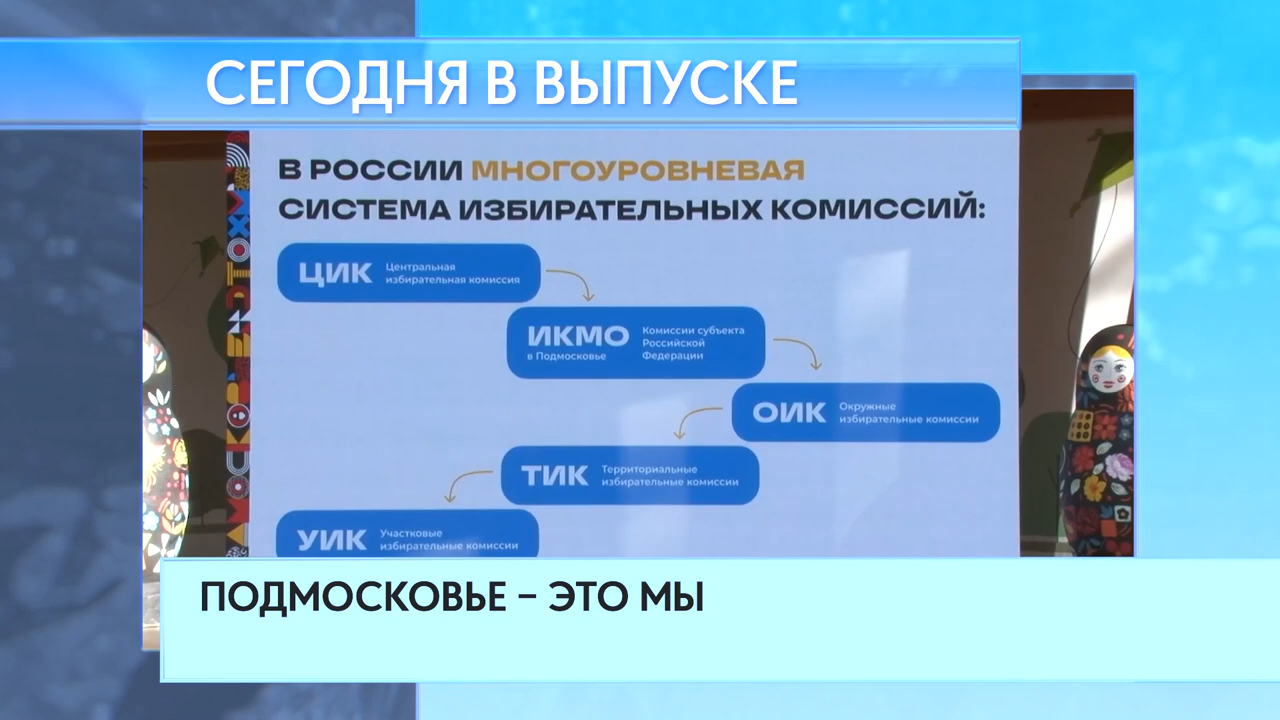 СЕГОДНЯ В ВЫПУСКЕ
В РОССИИ МНОГОУРОВНЕВАЯ
СИСТЕМА ИЗБИРАТЕЛЬНЫХ КОМИССИЙ:
ЦИК
Центральная
избирательная комиссия
ИКМО
в Подмосковье
Комиссии субъекта
Российской
Федерации
ОИК
Окружные
избирательные комиссии
ТИК
Территориальные
избирательные комиссии
УИК
Участковые
избирательные комиссии
ПОДМОСКОВЬЕ – ЭТО МЫ